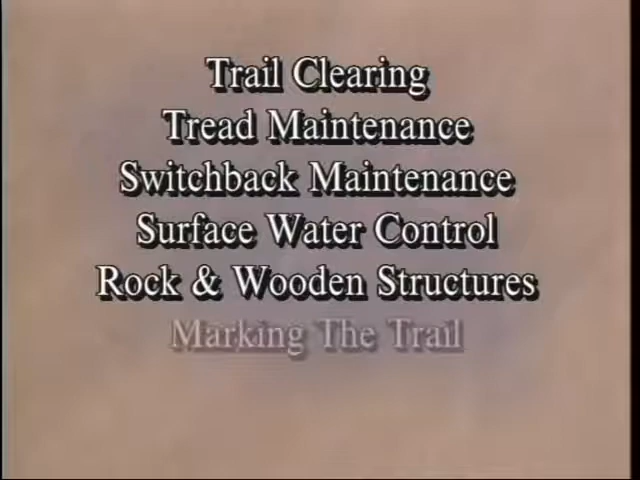 Trail Clearing
Tread Maintenance
Switchback Maintenance
Surface Water Control
Rock & Wooden Structures
Marking The Trail